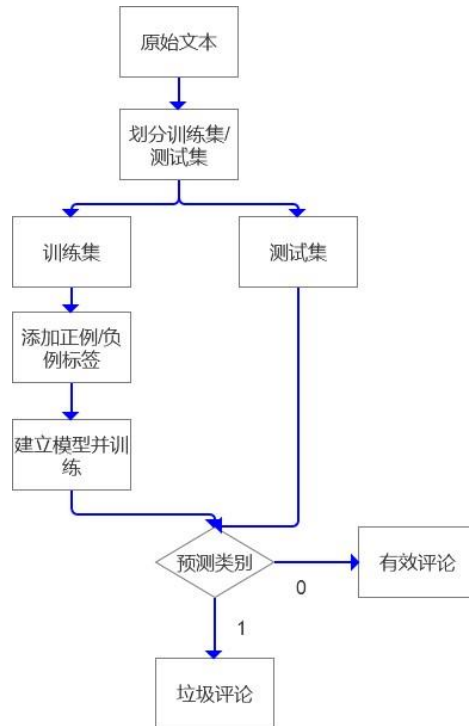 原始文本
划分训练集/
测试集
训练集
测试集
添加正例/负
例标签
建立模型并训
练
预测类别
0
有效评论
1
垃圾评论